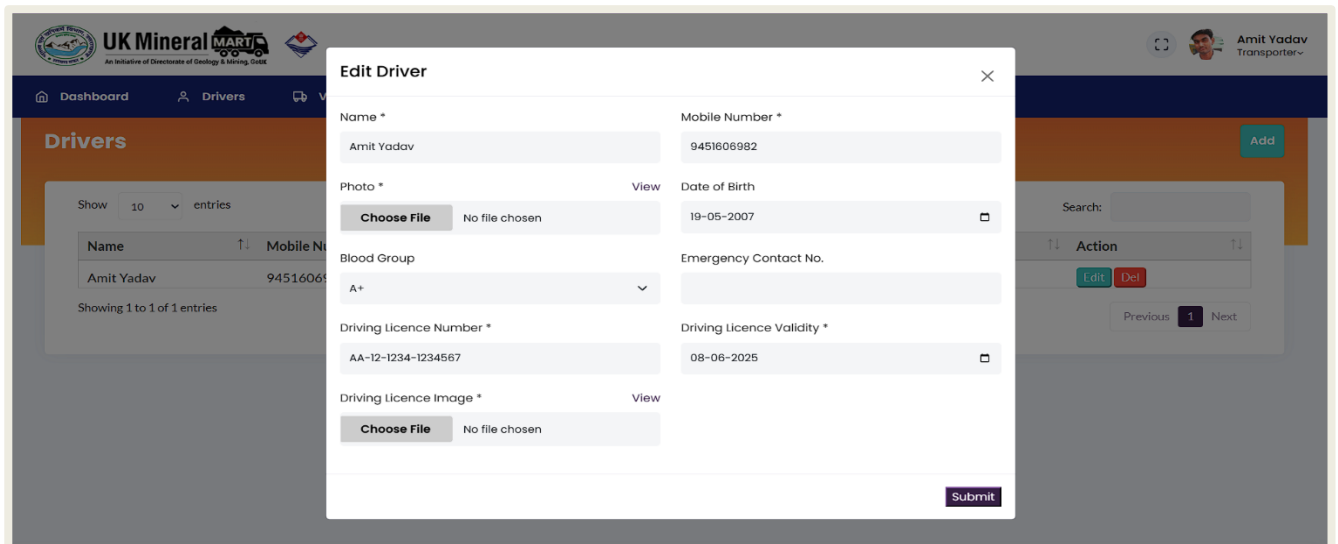 UK Mineral MART
An Initiative of Directorate of Geology & Mining, GoUK
Amit Yadav
Transporter
Dashboard Drivers V
Drivers
Add
Show 10 entries
Search:
Name Mobile Nu Action
Amit Yadav 94516069 Edit Del
Showing 1 to 1 of 1 entries
Previous 1 Next
Edit Driver
Name * Mobile Number *
Amit Yadav 9451606982
Photo * View Date of Birth
Choose File No file chosen 19-05-2007
Blood Group Emergency Contact No.
A+
Driving Licence Number * Driving Licence Validity *
AA-12-1234-1234567 08-06-2025
Driving Licence Image * View
Choose File No file chosen
Submit